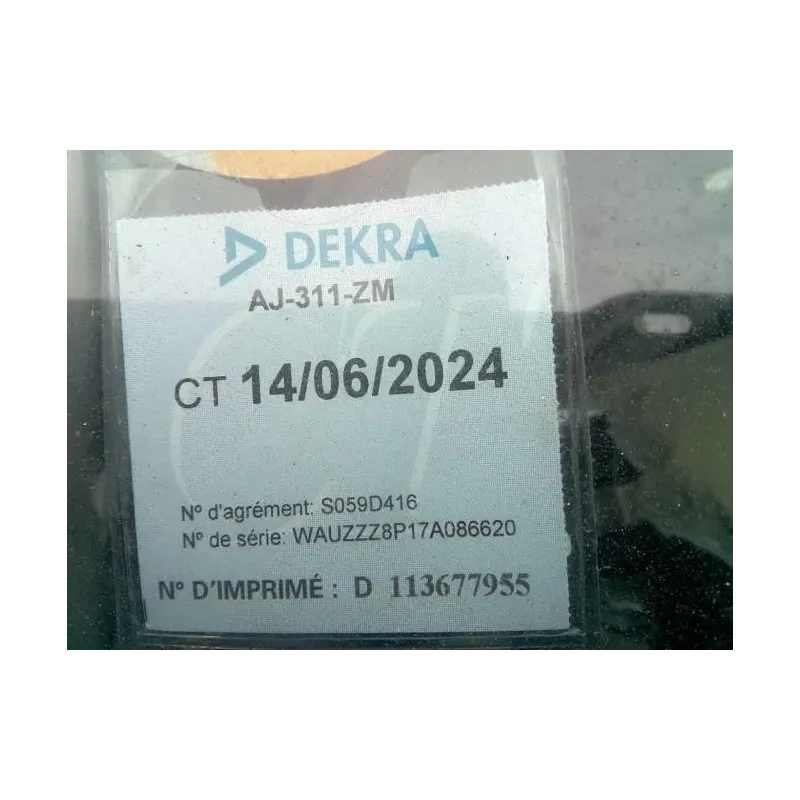 DEKRA
AJ-311-ZM
CT 14/06/2024
N° d'agrément: S059D416
N° de série: WAUZZZ8P17A086620
N° D'IMPRIMÉ : D 113677955